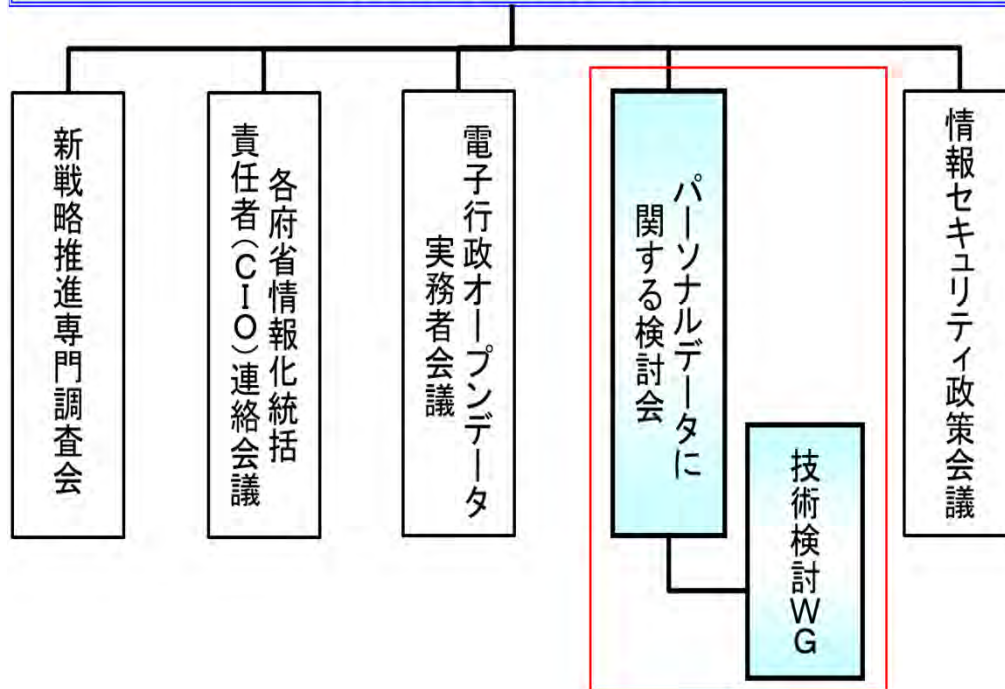 新戦略推進専門調査会
各府省情報化統括
責任者(CIO)連絡会議
電子行政オープンデータ
実務者会議
パーソナルデータに
関する検討会
技術検討WG
情報セキュリティ政策会議